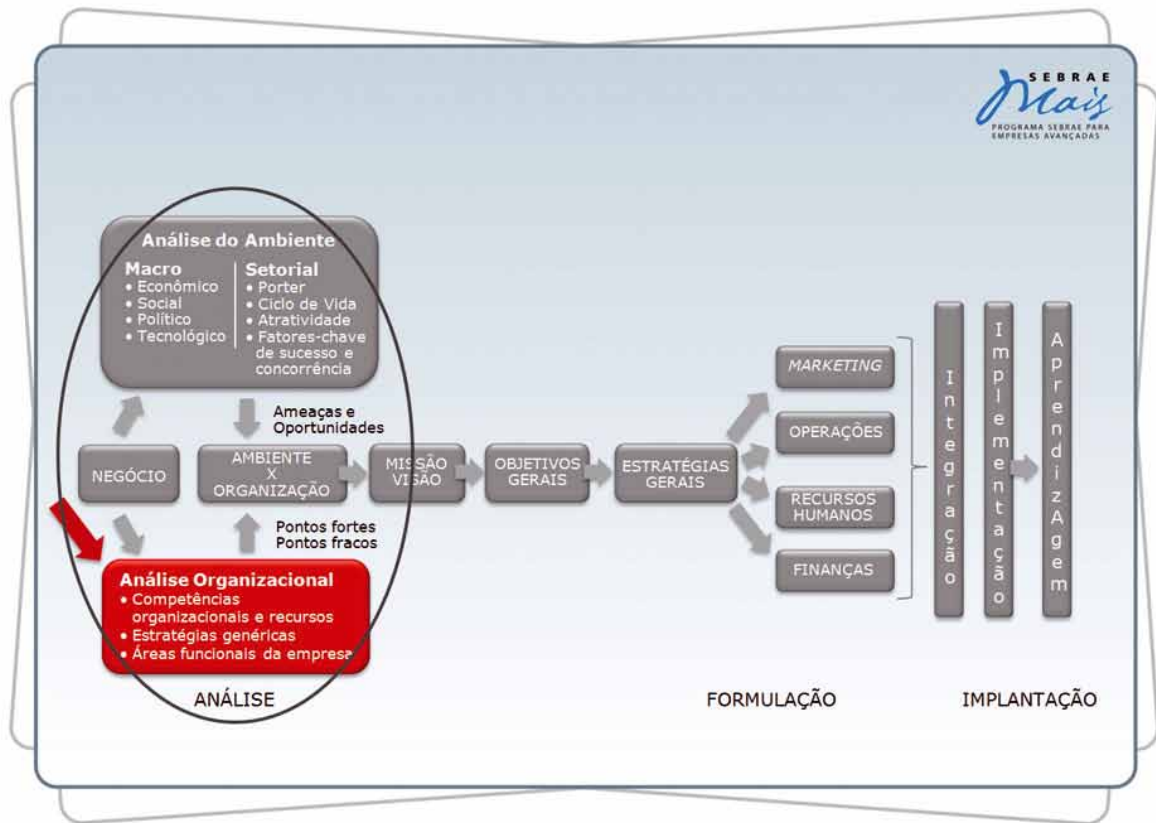 SEBRAE
Mais
PROGRAMA SEBRAE PARA
EMPRESAS AVANÇADAS
Análise do Ambiente
Macro
• Econômico
• Social
• Político
• Tecnológico
Setorial
• Porter
• Ciclo de Vida
• Atratividade
• Fatores-chave
de sucesso e
concorrência
Ameaças e
Oportunidades
NEGÓCIO
AMBIENTE
X
ORGANIZAÇÃO
MISSÃO
VISÃO
OBJETIVOS
GERAIS
ESTRATÉGIAS
GERAIS
Pontos fortes
Pontos fracos
Análise Organizacional
• Competências
organizacionais e recursos
• Estratégias genéricas
• Áreas funcionais da empresa
MARKETING
OPERAÇÕES
RECURSOS
HUMANOS
FINANÇAS
Integração
Implementação
AprendizAgem
ANÁLISE
FORMULAÇÃO
IMPLANTAÇÃO